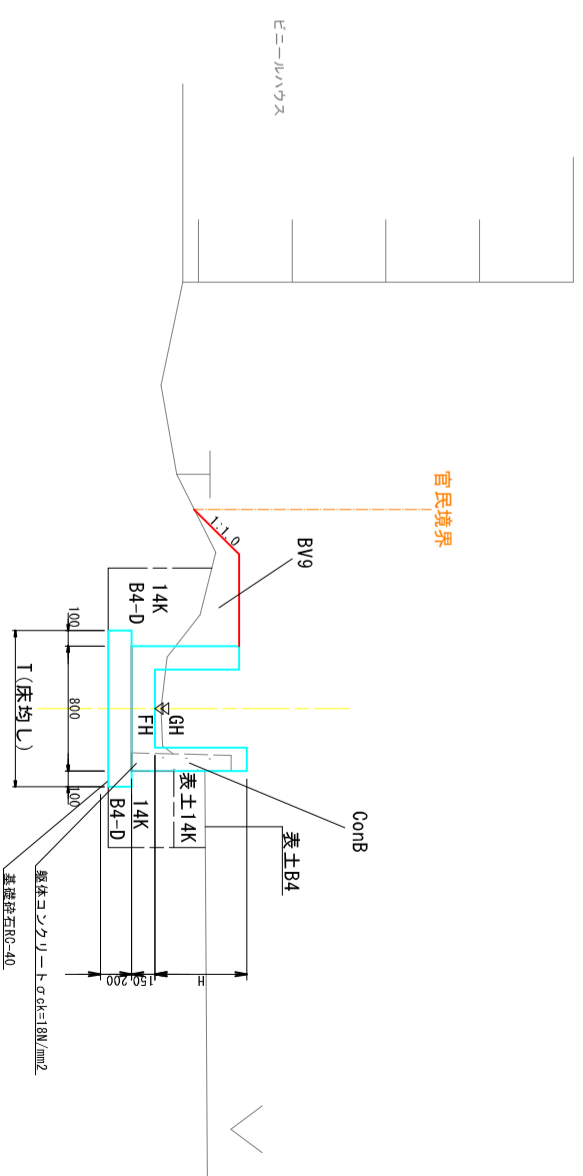 ビニールハウス
官民境界
1:1.0
BV9
14K
B4-D
GH
FH
ConB
表土B4
表土14K
14K
B4-D
100
800
100
T(床均し)
H
150
200
躯体コンクリートσck=18N/mm2
基礎砕石RC-40